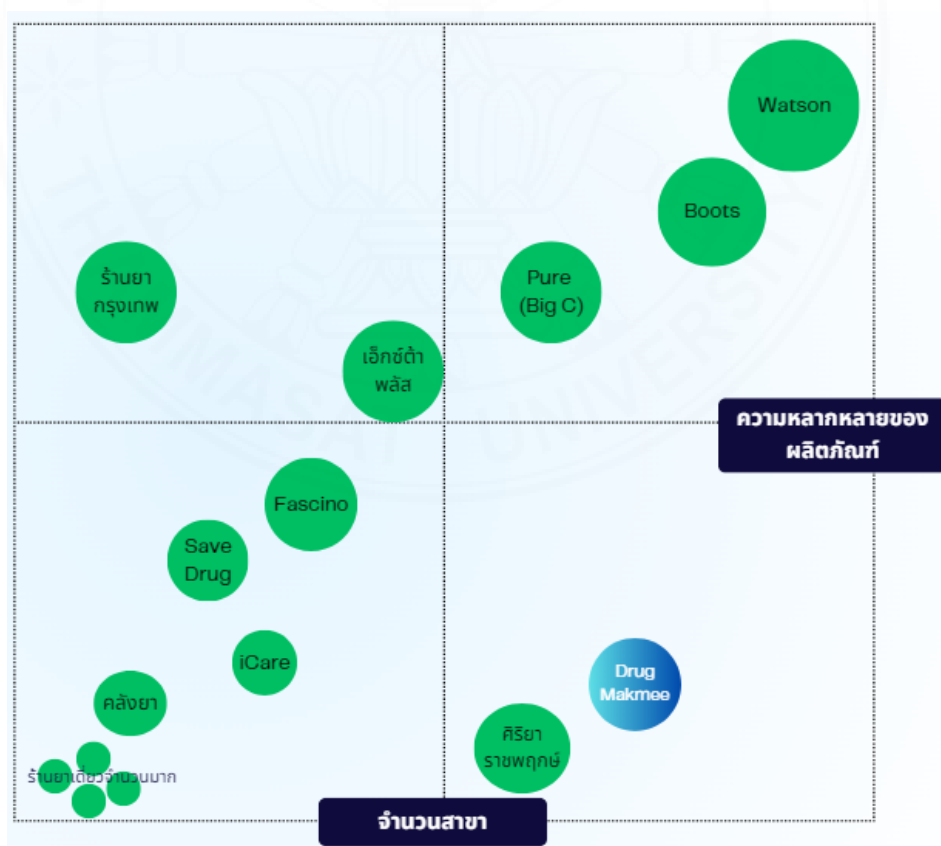 Watson
Boots
ร้านยา
กรุงเทพ
Pure
(Big C)
เอ็กซ์ต้า
พลัส
ความหลากหลายของ
ผลิตภัณฑ์
Fascino
Save
Drug
iCare
Drug
Makmee
คลังยา
ศิริยา
ราชพฤกษ์
ร้านยาเดี่ยวจำนวนมาก
จำนวนสาขา
THAMMASAT UNIVERSITY